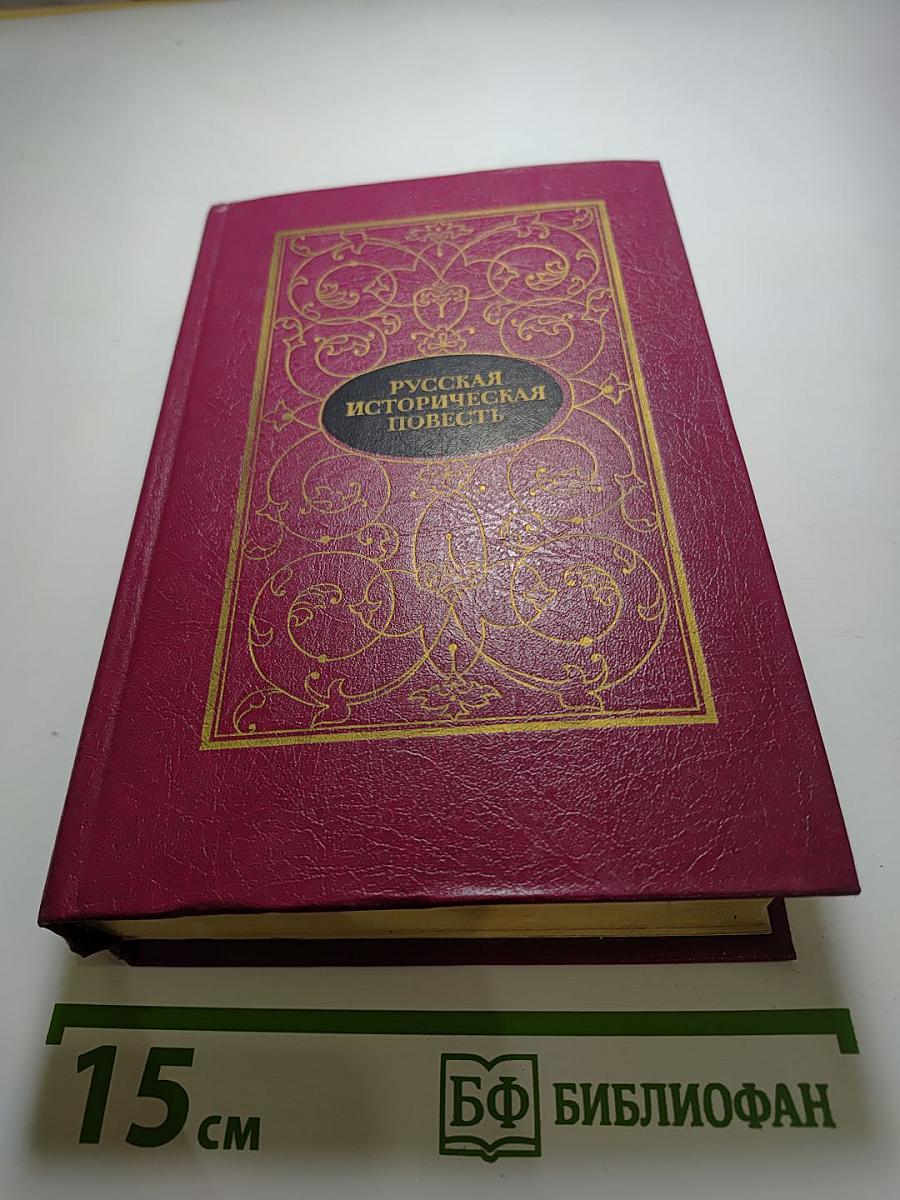 РУССКАЯ
ИСТОРИЧЕСКАЯ
ПОВЕСТЬ
15 см
БФ БИБЛИОФАН